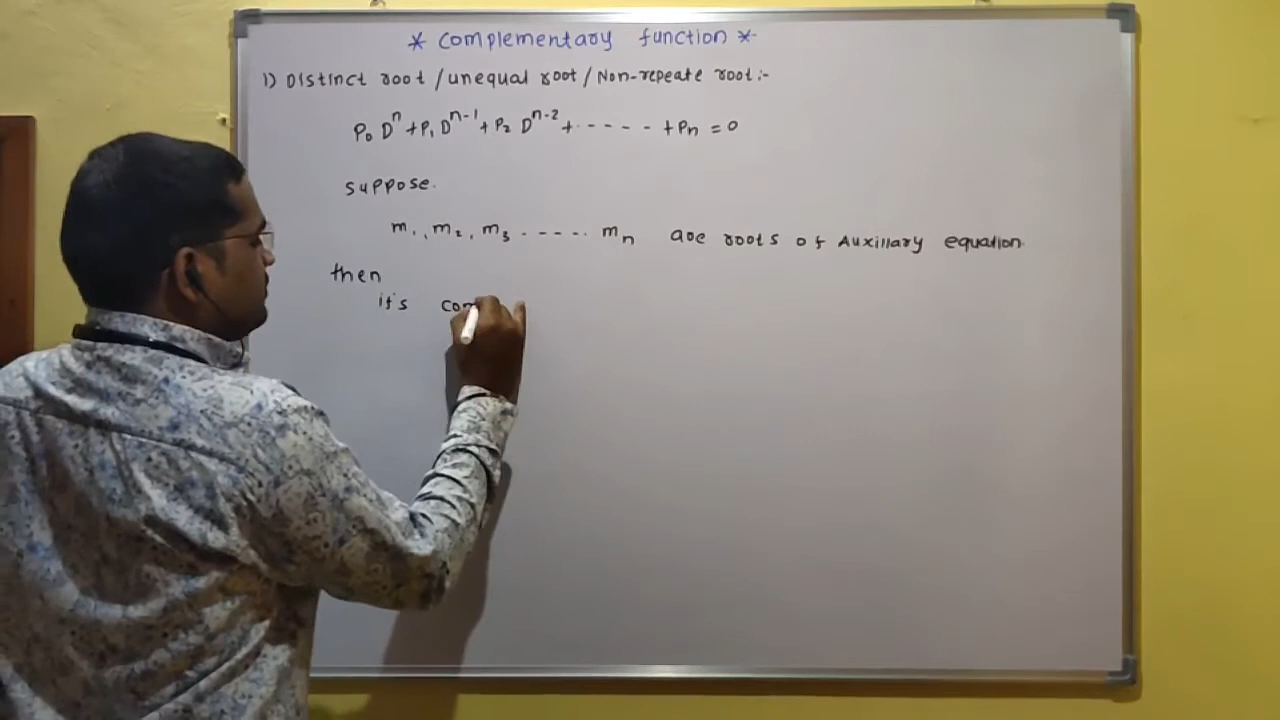 * Complementary function *
1) Distinct root / unequal root / Non-repeate root :-
P₀ Dⁿ + P₁ Dⁿ⁻¹ + P₂ Dⁿ⁻² + - - - - - + Pₙ = 0
suppose.
m₁, m₂, m₃ - - - - - mₙ are roots of Auxillary equation.
then
it's com